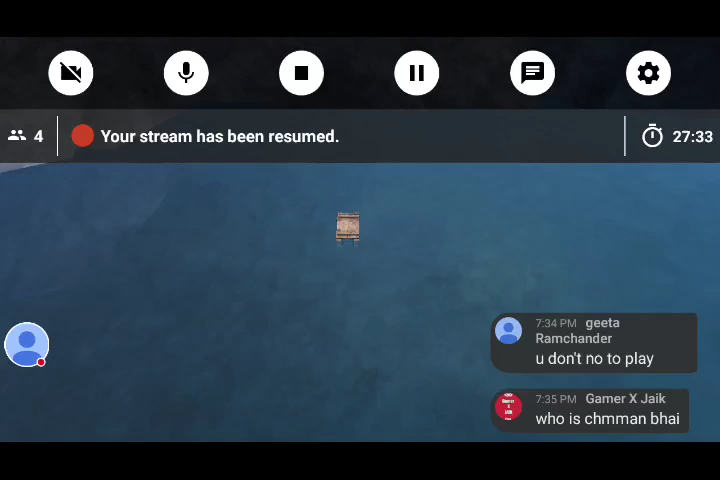 4
Your stream has been resumed.
27:33
7:34 PM geeta
Ramchander
u don't no to play
7:35 PM Gamer X Jaik
who is chmman bhai